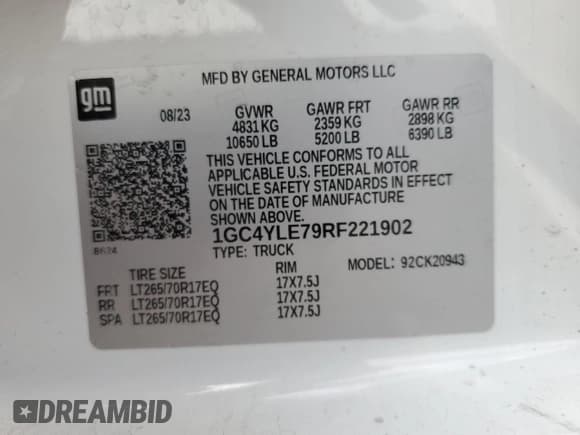 gm
MFD BY GENERAL MOTORS LLC
08/23 GVWR GAWR FRT GAWR RR
4831 KG 2359 KG 2898 KG
10650 LB 5200 LB 6390 LB
THIS VEHICLE CONFORMS TO ALL
APPLICABLE U.S. FEDERAL MOTOR
VEHICLE SAFETY STANDARDS IN EFFECT
ON THE DATE OF MANUFACTURE
SHOWN ABOVE.
1GC4YLE79RF221902
TYPE: TRUCK MODEL: 92CK20943
TIRE SIZE RIM
FRT LT265/70R17EQ 17X7.5J
RR LT265/70R17EQ 17X7.5J
SPA LT265/70R17EQ 17X7.5J
DREAMBID